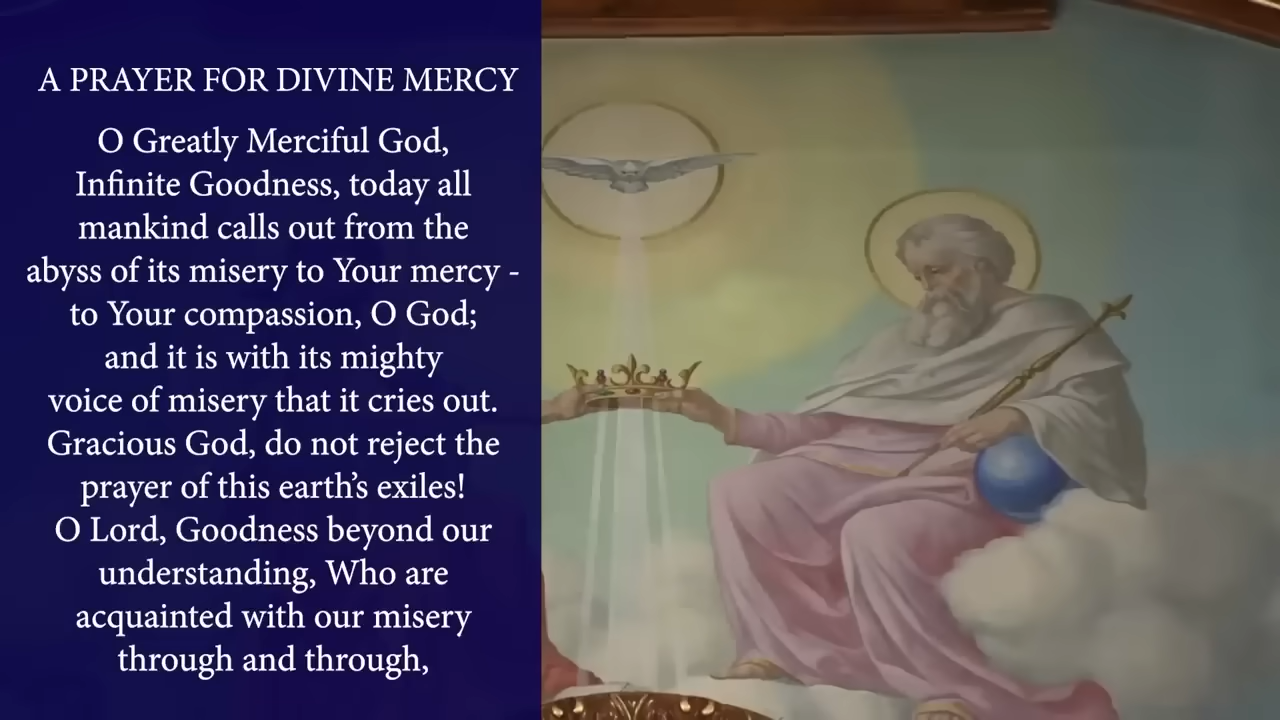 A PRAYER FOR DIVINE MERCY
O Greatly Merciful God,
Infinite Goodness, today all
mankind calls out from the
abyss of its misery to Your mercy -
to Your compassion, O God;
and it is with its mighty
voice of misery that it cries out.
Gracious God, do not reject the
prayer of this earth's exiles!
O Lord, Goodness beyond our
understanding, Who are
acquainted with our misery
through and through,